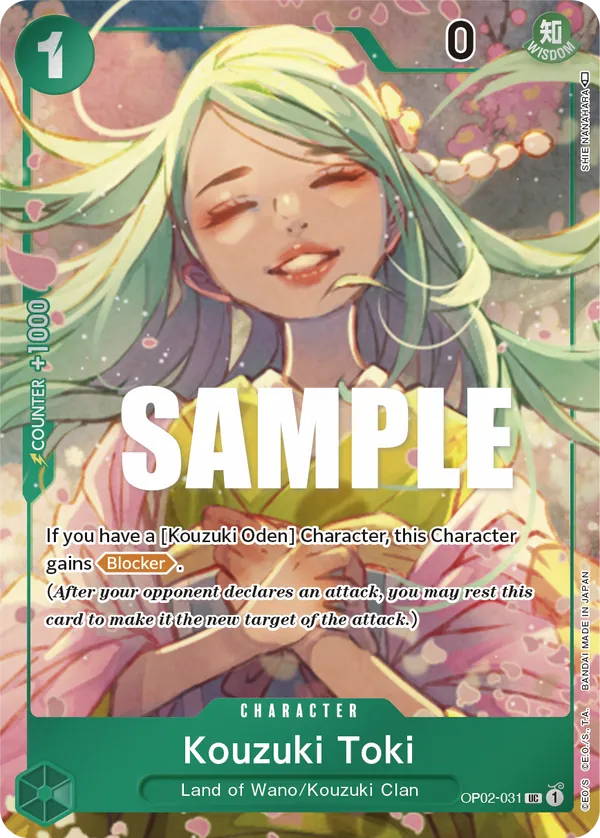 1
0
知
WISDOM
SHIE NANAHARA
COUNTER +1000
SAMPLE
If you have a [Kouzuki Oden] Character, this Character
gains Blocker.
(After your opponent declares an attack, you may rest this
card to make it the new target of the attack.)
CHARACTER
Kouzuki Toki
Land of Wano/Kouzuki Clan
OP02-031 UC 1
©EO/S ©E.O./S., T.A. BANDAI MADE IN JAPAN